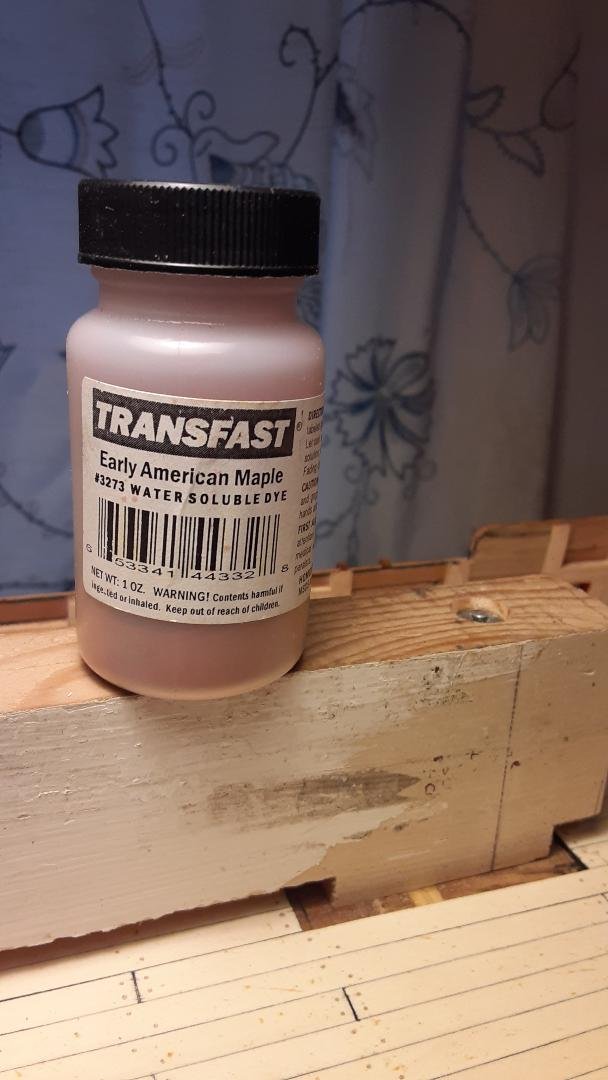 TRANSFAST®
Early American Maple
#3273 WATER SOLUBLE DYE
6 53341 44332 8
NET WT: 1 OZ. WARNING! Contents harmful if
ingested or inhaled. Keep out of reach of children.